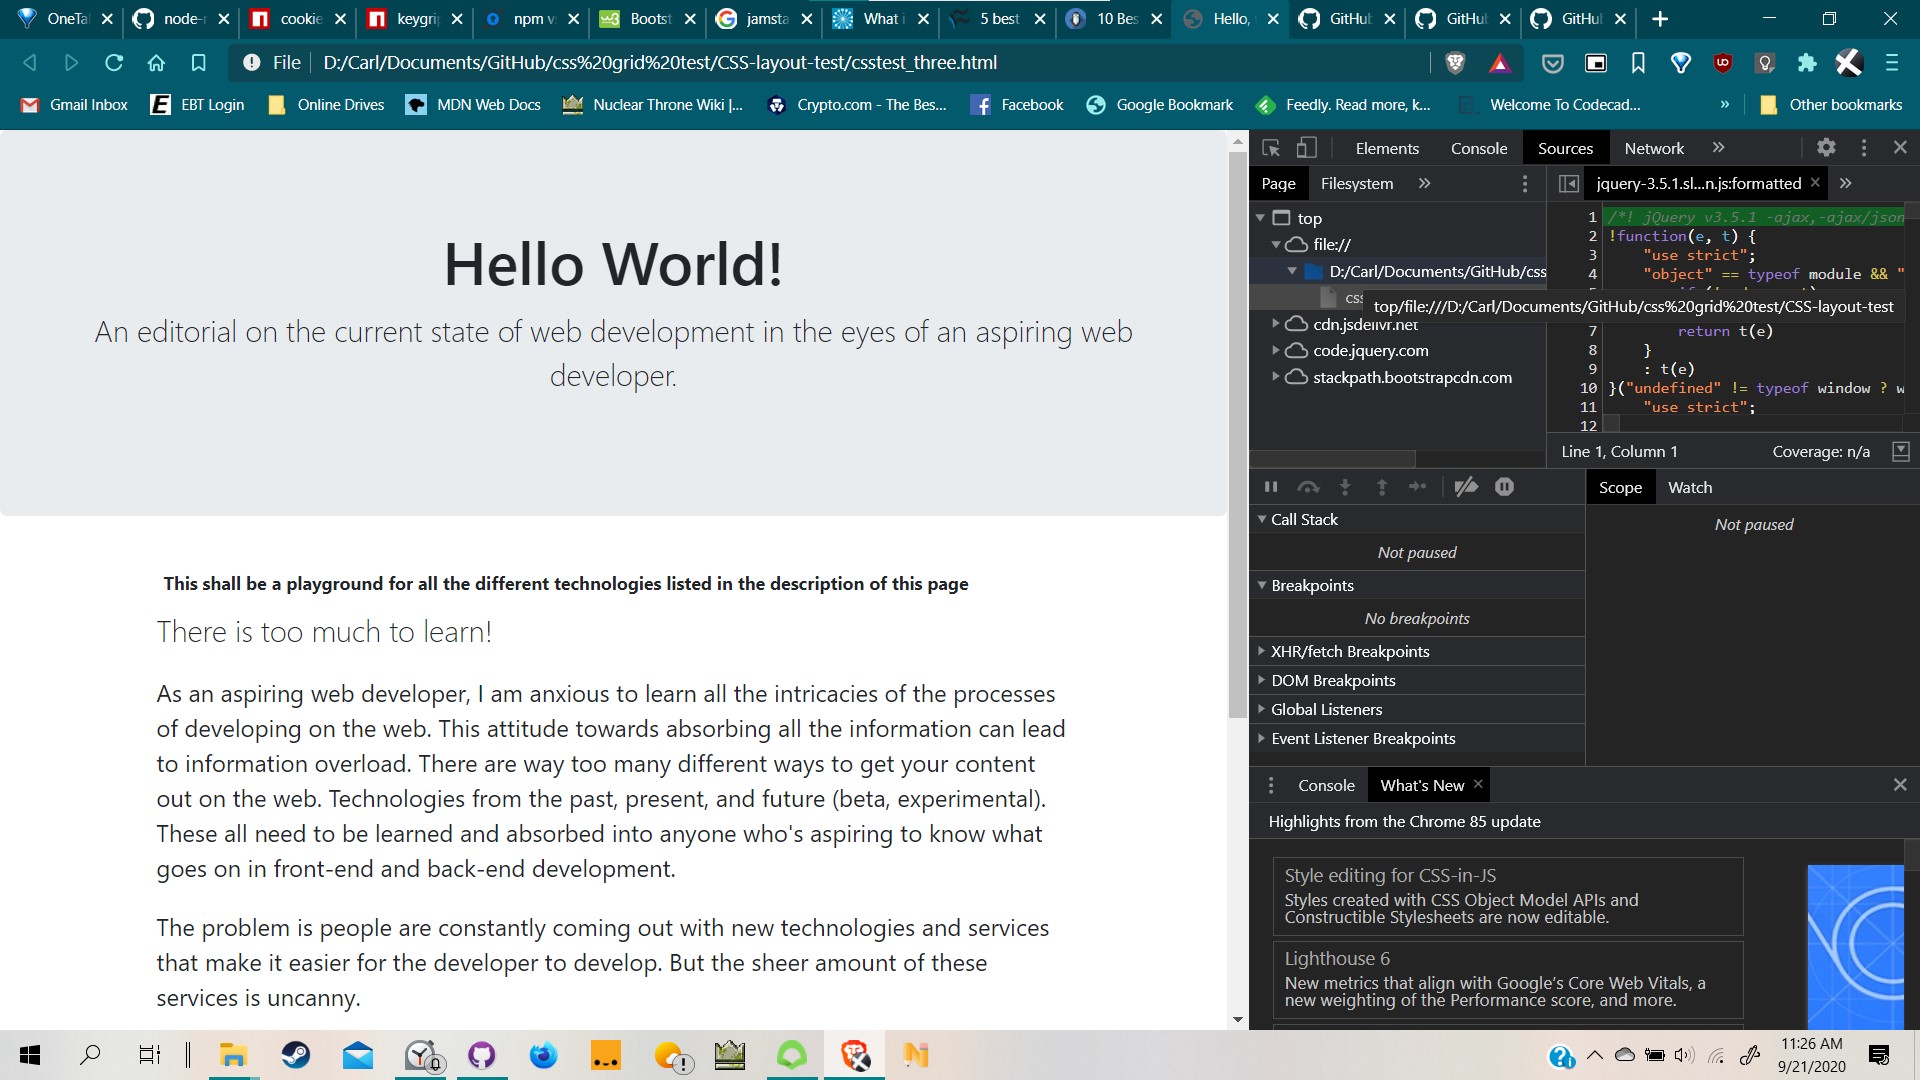 OneTa
node-
cookie
keygri
npm v
Boots
jamsta
What i
5 best
10 Bes
Hello,
GitHu
GitHu
GitHu
File D:/Carl/Documents/GitHub/css%20grid%20test/CSS-layout-test/csstest_three.html
Gmail Inbox EBT Login Online Drives MDN Web Docs Nuclear Throne Wiki |... Crypto.com - The Bes... Facebook Google Bookmark Feedly. Read more, k... Welcome To Codecad... » Other bookmarks
Hello World!
An editorial on the current state of web development in the eyes of an aspiring web
developer.
This shall be a playground for all the different technologies listed in the description of this page
There is too much to learn!
As an aspiring web developer, I am anxious to learn all the intricacies of the processes
of developing on the web. This attitude towards absorbing all the information can lead
to information overload. There are way too many different ways to get your content
out on the web. Technologies from the past, present, and future (beta, experimental).
These all need to be learned and absorbed into anyone who's aspiring to know what
goes on in front-end and back-end development.
The problem is people are constantly coming out with new technologies and services
that make it easier for the developer to develop. But the sheer amount of these
services is uncanny.
Elements Console Sources Network »
Page Filesystem »
top
file://
D:/Carl/Documents/GitHub/css
css
top/file:///D:/Carl/Documents/GitHub/css%20grid%20test/CSS-layout-test
cdn.jsdelivr.net
code.jquery.com
stackpath.bootstrapcdn.com
jquery-3.5.1.sl...n.js:formatted »
1 /*! jQuery v3.5.1 -ajax,-ajax/json
2 !function(e, t) {
3 "use strict";
4 "object" == typeof module && "
7 return t(e)
8 }
9 : t(e)
10 }("undefined" != typeof window ? w
11 "use strict";
12
Line 1, Column 1 Coverage: n/a
Call Stack
Not paused
Breakpoints
No breakpoints
XHR/fetch Breakpoints
DOM Breakpoints
Global Listeners
Event Listener Breakpoints
Scope Watch
Not paused
Console What's New
Highlights from the Chrome 85 update
Style editing for CSS-in-JS
Styles created with CSS Object Model APIs and
Constructible Stylesheets are now editable.
Lighthouse 6
New metrics that align with Google's Core Web Vitals, a
new weighting of the Performance score, and more.
0
11:26 AM
9/21/2020